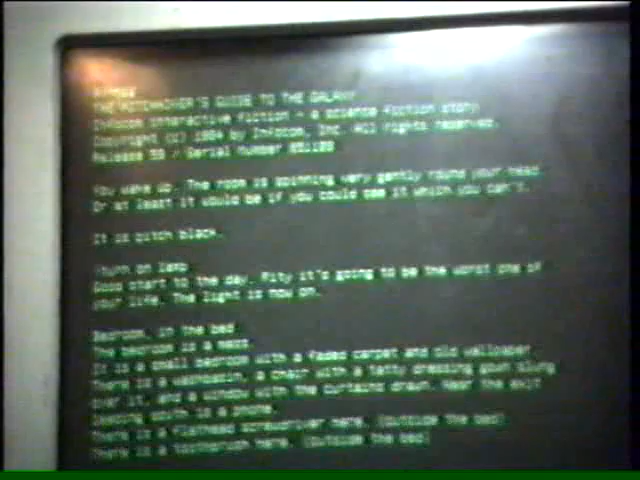 THE HITCHHIKER'S GUIDE TO THE GALAXY
Infocom interactive fiction - a science fiction story
Copyright (c) 1984 by Infocom, Inc. All rights reserved.
Release / Serial number
You wake up. The room is spinning very gently round your head.
Or at least it would be if you could see it which you can't.
It is pitch black.
>turn on lamp
Good start to the day. Pity it's going to be the worst one of
your life. The light is now on.
Bedroom, in the bed
The bedroom is a mess.
It is a small bedroom with a faded carpet and old wallpaper.
There is a washbasin, a chair with a tatty dressing gown slung
over it, and a window with the curtains drawn. Near the exit
leading south is a phone.
There is a flathead screwdriver here. (outside the bed)
There is a toothbrush here. (outside the bed)